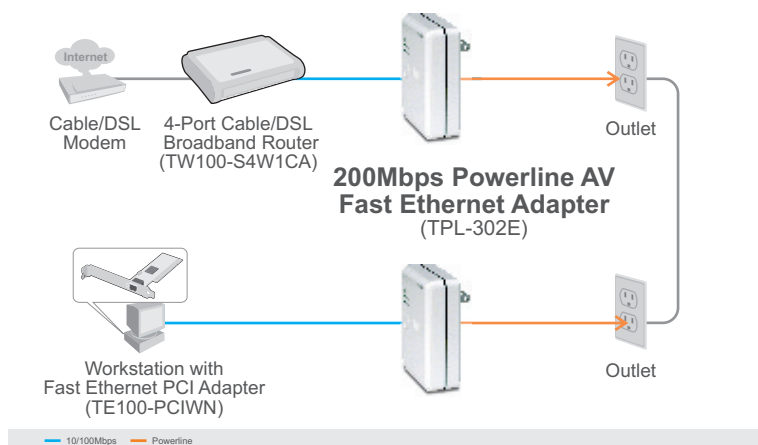 Internet
Cable/DSL
Modem
4-Port Cable/DSL
Broadband Router
(TW100-S4W1CA)
Outlet
200Mbps Powerline AV
Fast Ethernet Adapter
(TPL-302E)
Workstation with
Fast Ethernet PCI Adapter
(TE100-PCIWN)
Outlet
10/100Mbps Powerline